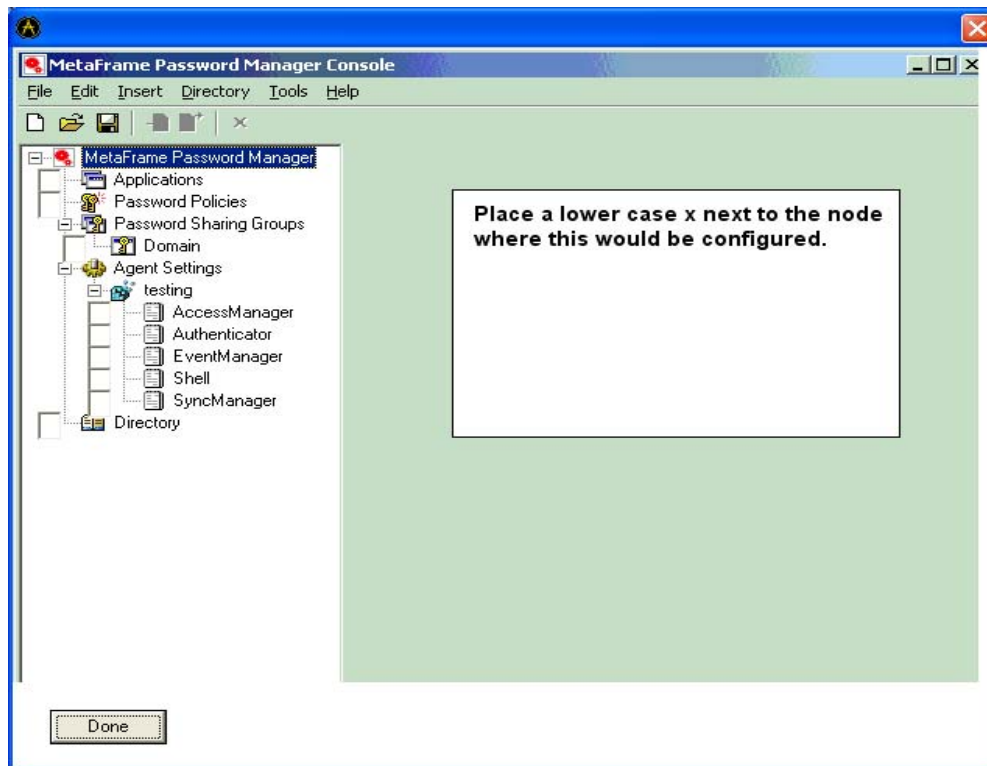 MetaFrame Password Manager Console
File Edit Insert Directory Tools Help
MetaFrame Password Manager
Applications
Password Policies
Password Sharing Groups
Domain
Agent Settings
testing
AccessManager
Authenticator
EventManager
Shell
SyncManager
Directory
Place a lower case x next to the node
where this would be configured.
Done